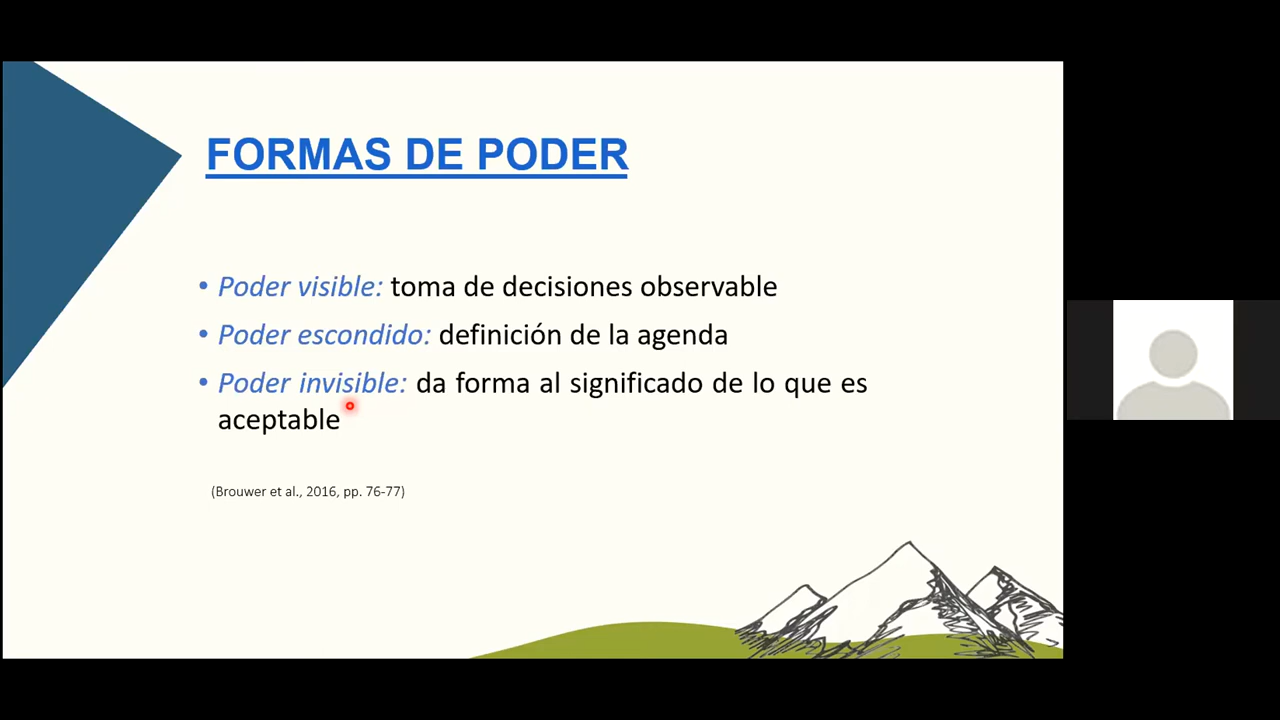 FORMAS DE PODER
• Poder visible: toma de decisiones observable
• Poder escondido: definición de la agenda
• Poder invisible: da forma al significado de lo que es
aceptable
(Brouwer et al., 2016, pp. 76-77)